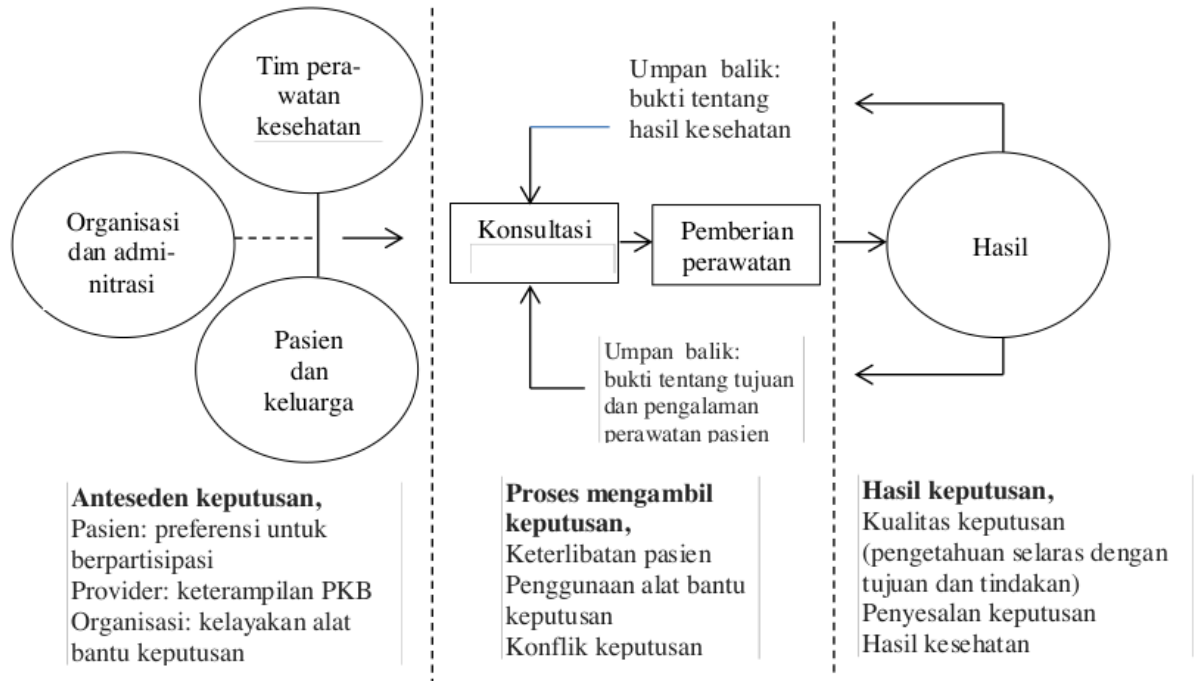 Tim pera-
watan
kesehatan
Organisasi
dan admi-
nitrasi
Pasien
dan
keluarga
Umpan balik:
bukti tentang
hasil kesehatan
Konsultasi
Pemberian
perawatan
Hasil
Umpan balik:
bukti tentang tujuan
dan pengalaman
perawatan pasien
Anteseden keputusan,
Pasien: preferensi untuk
berpartisipasi
Provider: keterampilan PKB
Organisasi: kelayakan alat
bantu keputusan
Proses mengambil
keputusan,
Keterlibatan pasien
Penggunaan alat bantu
keputusan
Konflik keputusan
Hasil keputusan,
Kualitas keputusan
(pengetahuan selaras dengan
tujuan dan tindakan)
Penyesalan keputusan
Hasil kesehatan